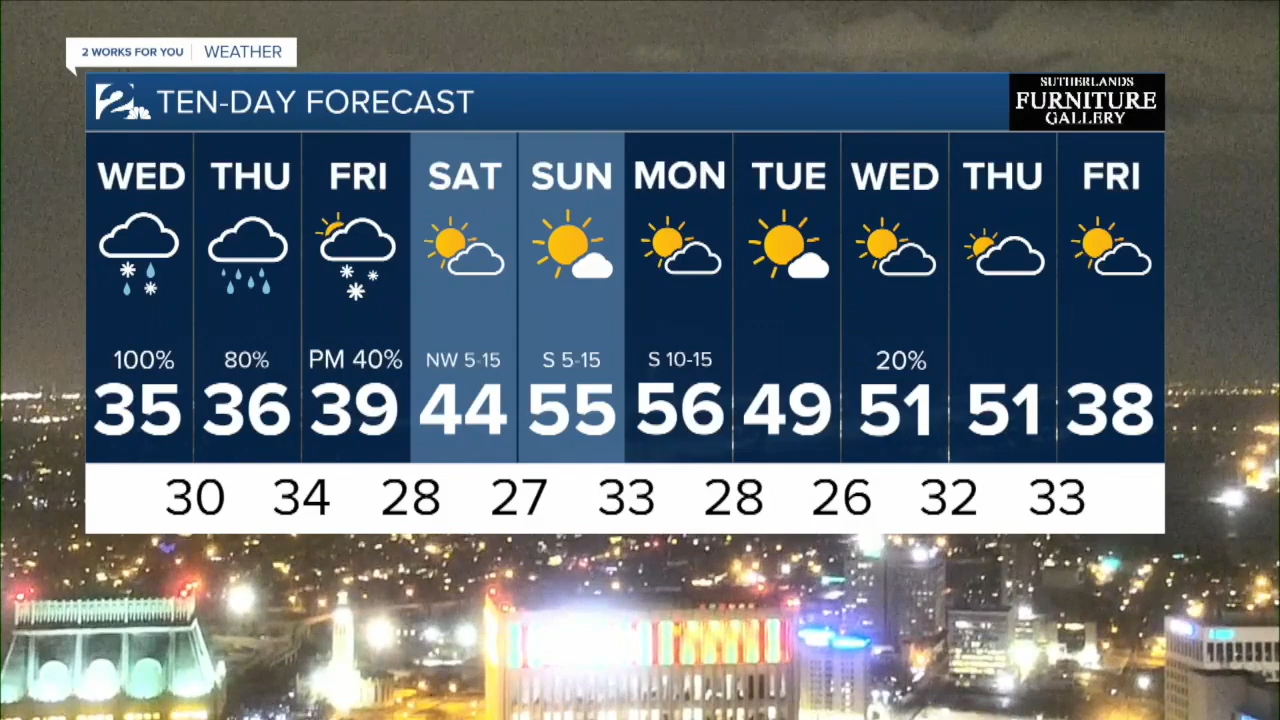 2 WORKS FOR YOU WEATHER
2 TEN-DAY FORECAST
SUTHERLANDS
FURNITURE
GALLERY
WED THU FRI SAT SUN MON TUE WED THU FRI
100% 80% PM 40% NW 5-15 S 5-15 S 10-15 20%
35 36 39 44 55 56 49 51 51 38
30 34 28 27 33 28 26 32 33